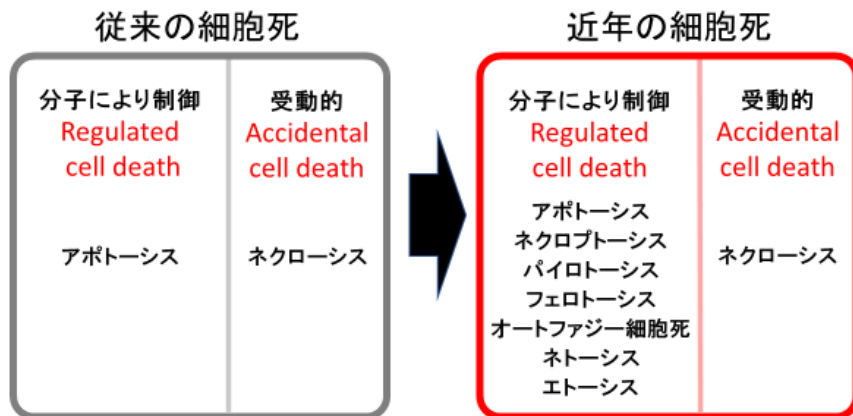 従来の細胞死
分子により制御
Regulated
cell death
アポトーシス
受動的
Accidental
cell death
ネクローシス
近年の細胞死
分子により制御
Regulated
cell death
アポトーシス
ネクロプトーシス
パイロトーシス
フェロトーシス
オートファジー細胞死
ネトーシス
エトーシス
受動的
Accidental
cell death
ネクローシス